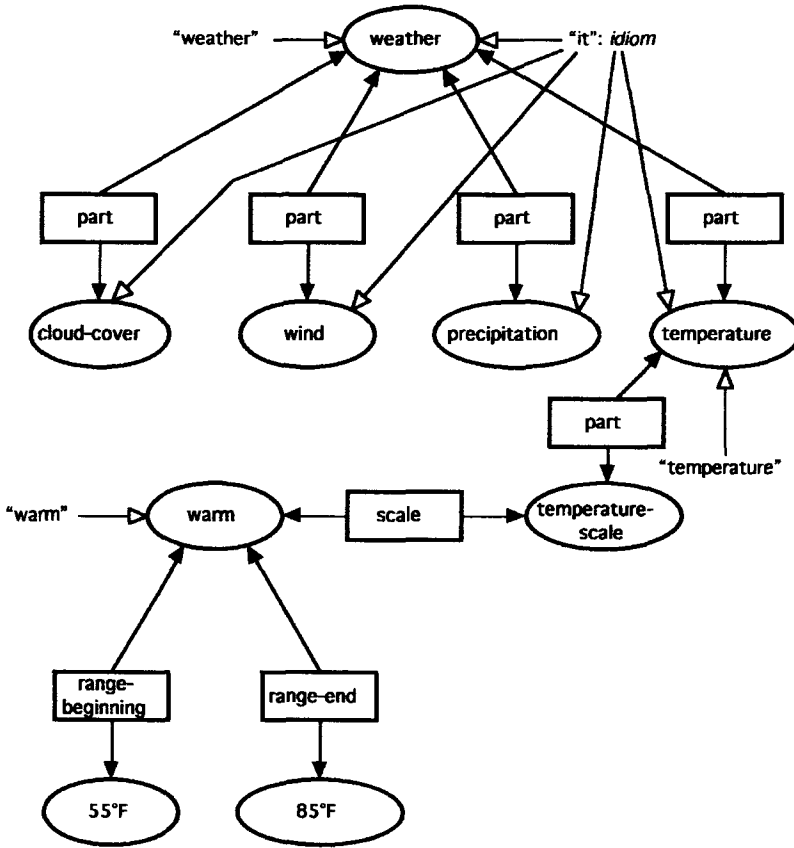 “weather”
weather
“it”: idiom
part
part
part
part
cloud-cover
wind
precipitation
temperature
part
“temperature”
“warm”
warm
scale
temperature-
scale
range-
beginning
range-end
55°F
85°F